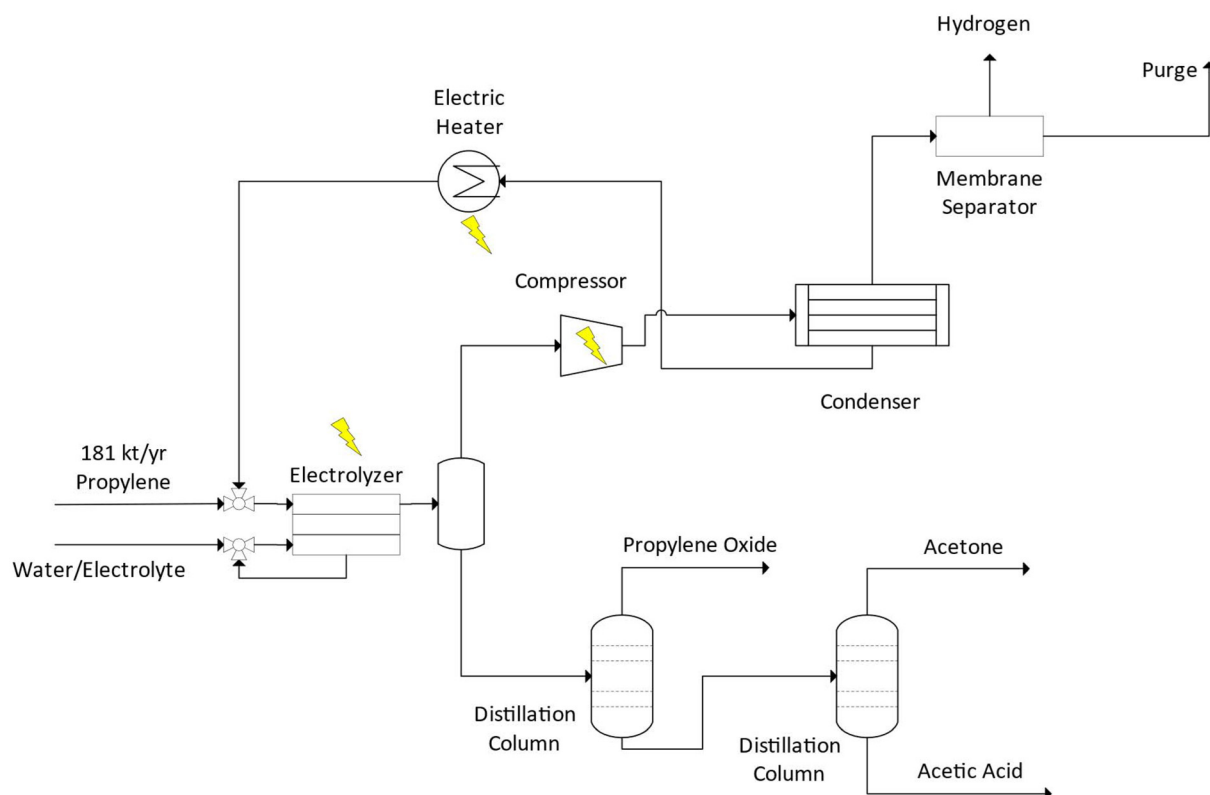 Hydrogen
Purge
Electric
Heater
Membrane
Separator
Compressor
Condenser
181 kt/yr
Propylene
Electrolyzer
Water/Electrolyte
Propylene Oxide
Acetone
Distillation
Column
Distillation
Column
Acetic Acid